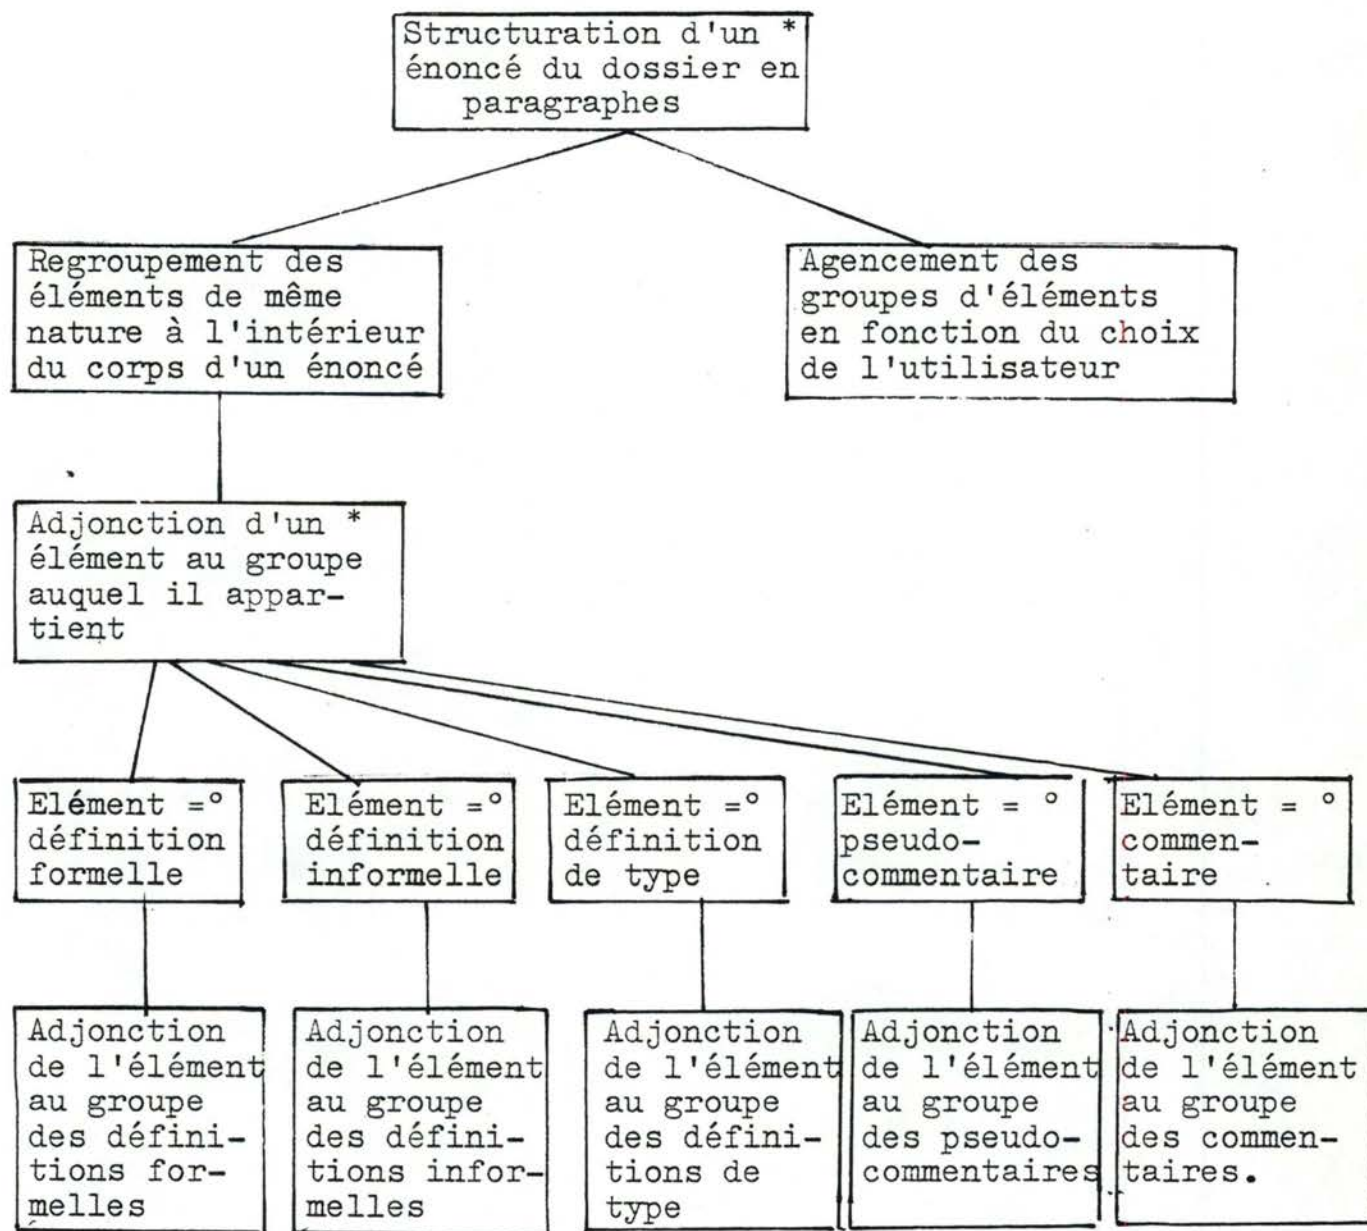 Structuration d'un *
énoncé du dossier en
paragraphes
Regroupement des
éléments de même
nature à l'intérieur
du corps d'un énoncé
Agencement des
groupes d'éléments
en fonction du choix
de l'utilisateur
Adjonction d'un *
élément au groupe
auquel il appar-
tient
Elément =°
définition
formelle
Elément =°
définition
informelle
Elément =°
définition
de type
Elément = °
pseudo-
commentaire
Elément = °
commen-
taire
Adjonction
de l'élément
au groupe
des défini-
tions for-
melles
Adjonction
de l'élément
au groupe
des défini-
tions infor-
melles
Adjonction
de l'élément
au groupe
des défini-
tions de
type
Adjonction
de l'élément
au groupe
des pseudo-
commentaires
Adjonction
de l'élément
au groupe
des commen-
taires.